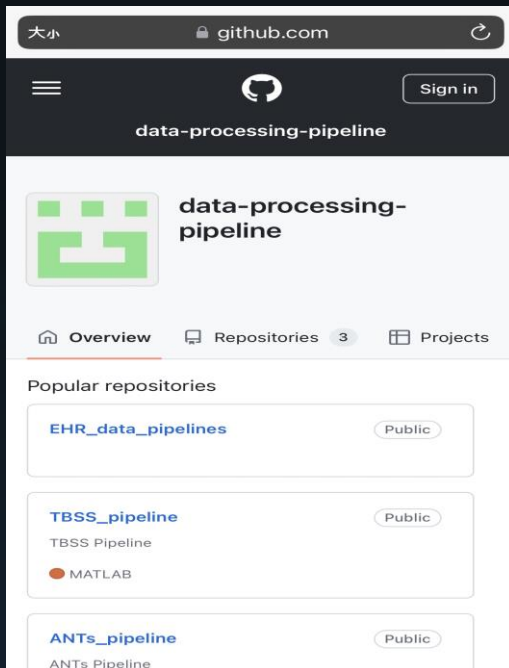 大小 github.com
Sign in
data-processing-pipeline
data-processing-
pipeline
Overview Repositories 3 Projects
Popular repositories
EHR_data_pipelines Public
TBSS_pipeline Public
TBSS Pipeline
MATLAB
ANTs_pipeline Public
ANTs Pipeline